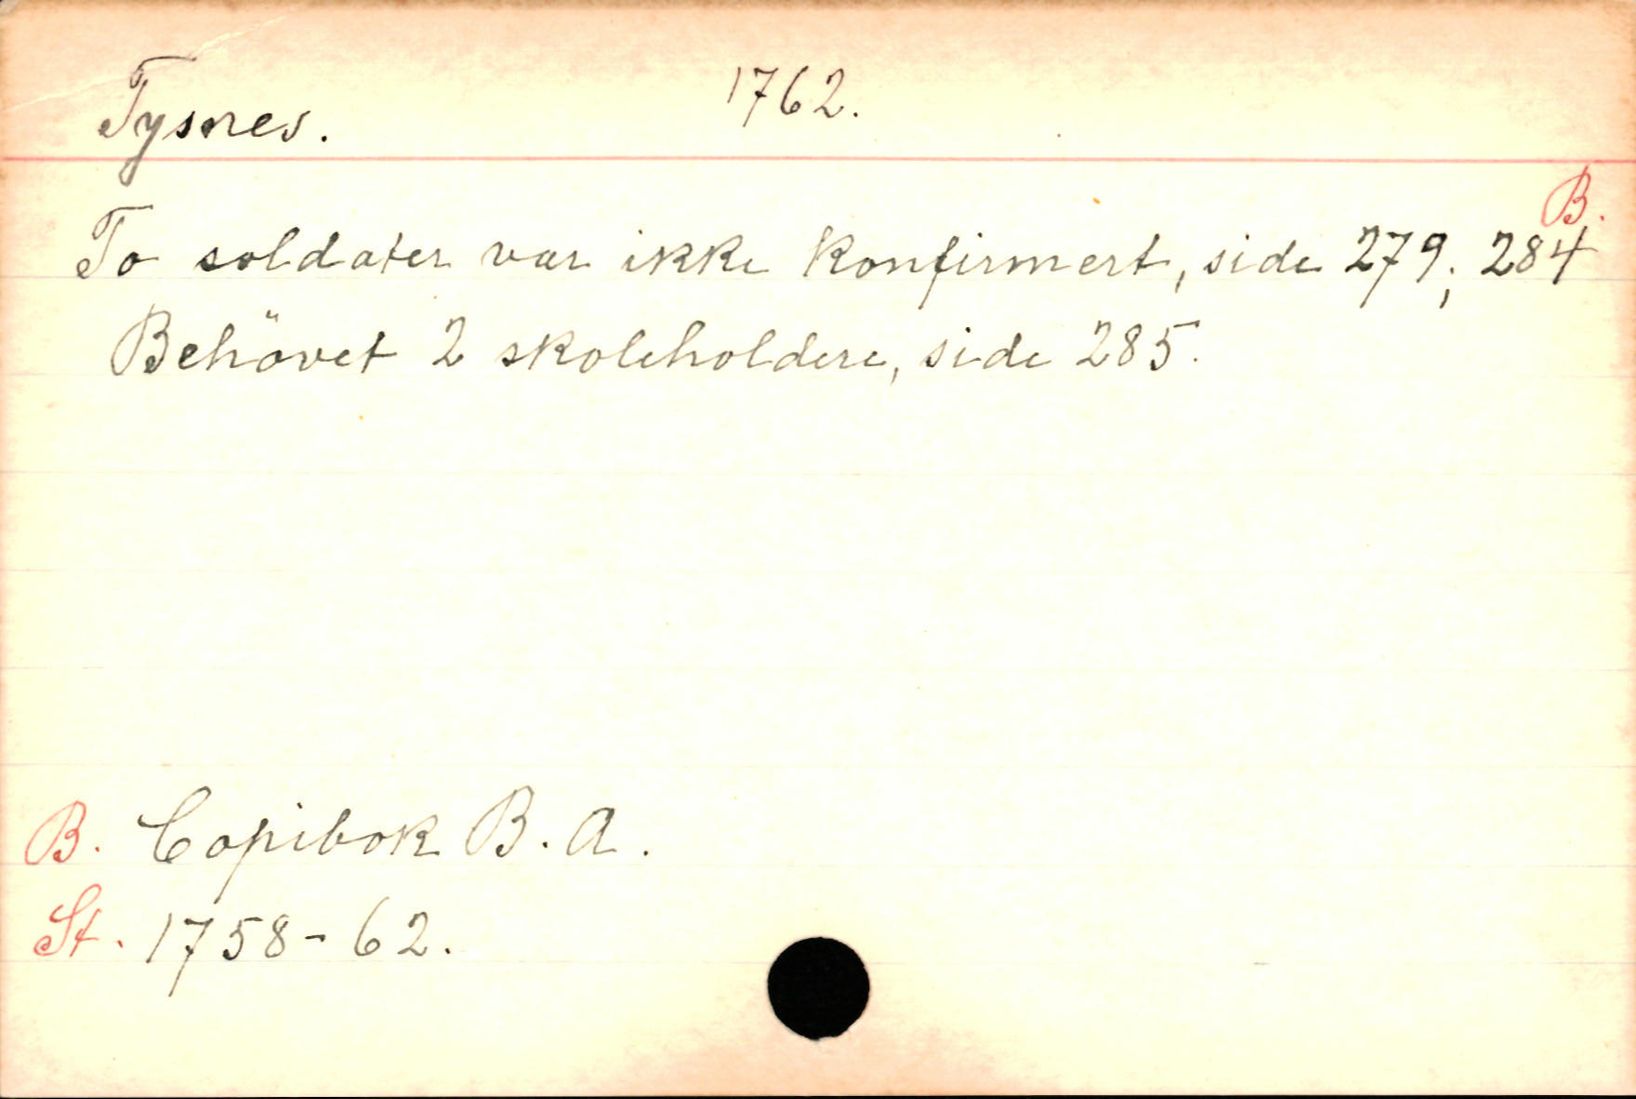 Tysnes. 1762.
B.
To soldater var ikke konfirmert, side 279; 284
Behövet 2 skoleholdere, side 285.
B. Copibok B. A.
St. 1758-62.